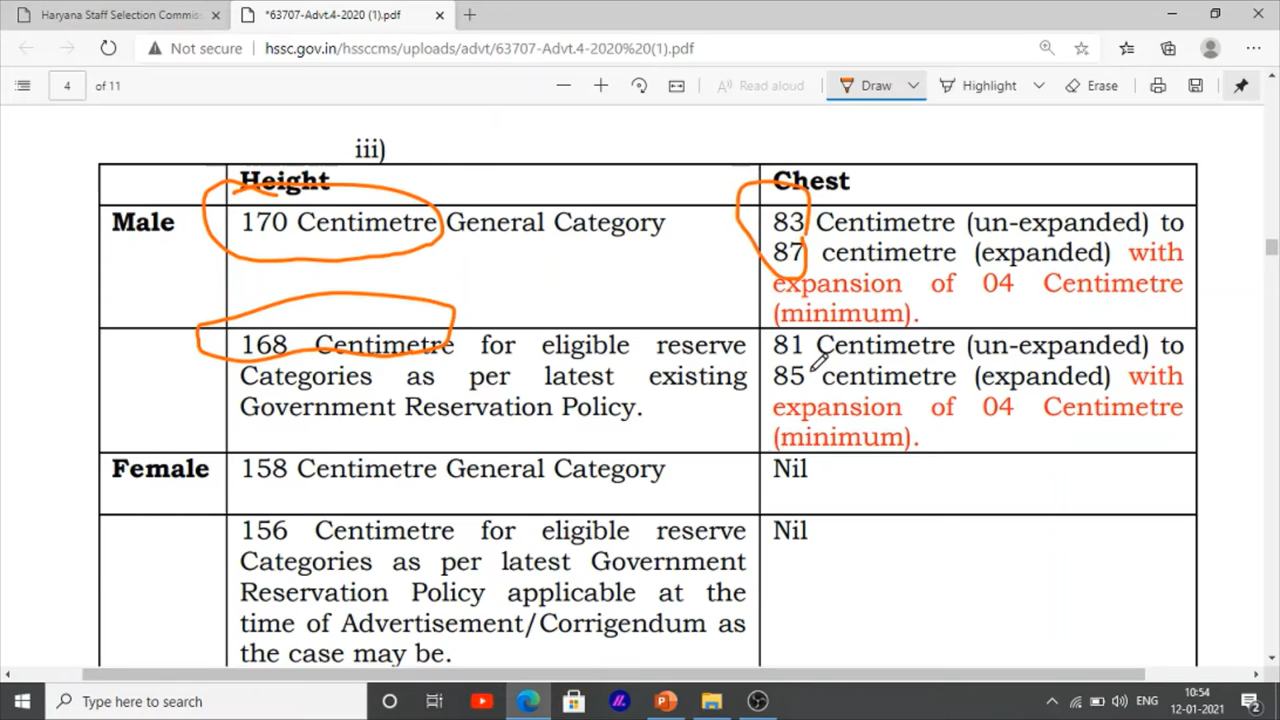 Haryana Staff Selection Commis
*63707-Advt.4-2020 (1).pdf
Not secure
hssc.gov.in/hssccms/uploads/advt/63707-Advt.4-2020%20(1).pdf
4 of 11
Read aloud
Draw
Highlight
Erase
iii)
Height
Chest
Male
170 Centimetre General Category
83 Centimetre (un-expanded) to
87 centimetre (expanded) with
expansion of 04 Centimetre
(minimum).
168 Centimetre for eligible reserve
Categories as per latest existing
Government Reservation Policy.
81 Centimetre (un-expanded) to
85 centimetre (expanded) with
expansion of 04 Centimetre
(minimum).
Female
158 Centimetre General Category
Nil
156 Centimetre for eligible reserve
Categories as per latest Government
Reservation Policy applicable at the
time of Advertisement/Corrigendum as
the case may be.
Nil
Type here to search
ENG
10:54
12-01-2021
2